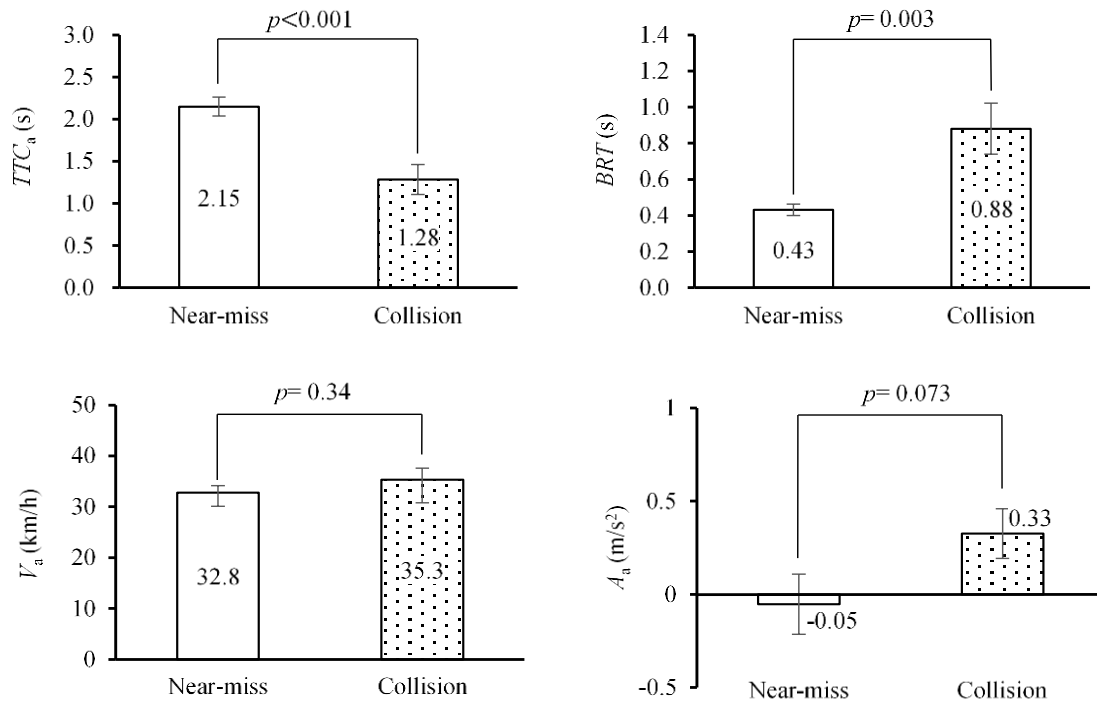 p<0.001
3.0
2.5
2.0
1.5
1.0
0.5
0.0
TTCa (s)
2.15
1.28
Near-miss Collision
p= 0.003
1.4
1.2
1.0
0.8
0.6
0.4
0.2
0.0
BRT (s)
0.43
0.88
Near-miss Collision
p= 0.34
50
40
30
20
10
0
Va (km/h)
32.8
35.3
Near-miss Collision
p= 0.073
1
0.5
0
-0.5
Aa (m/s²)
0.33
-0.05
Near-miss Collision